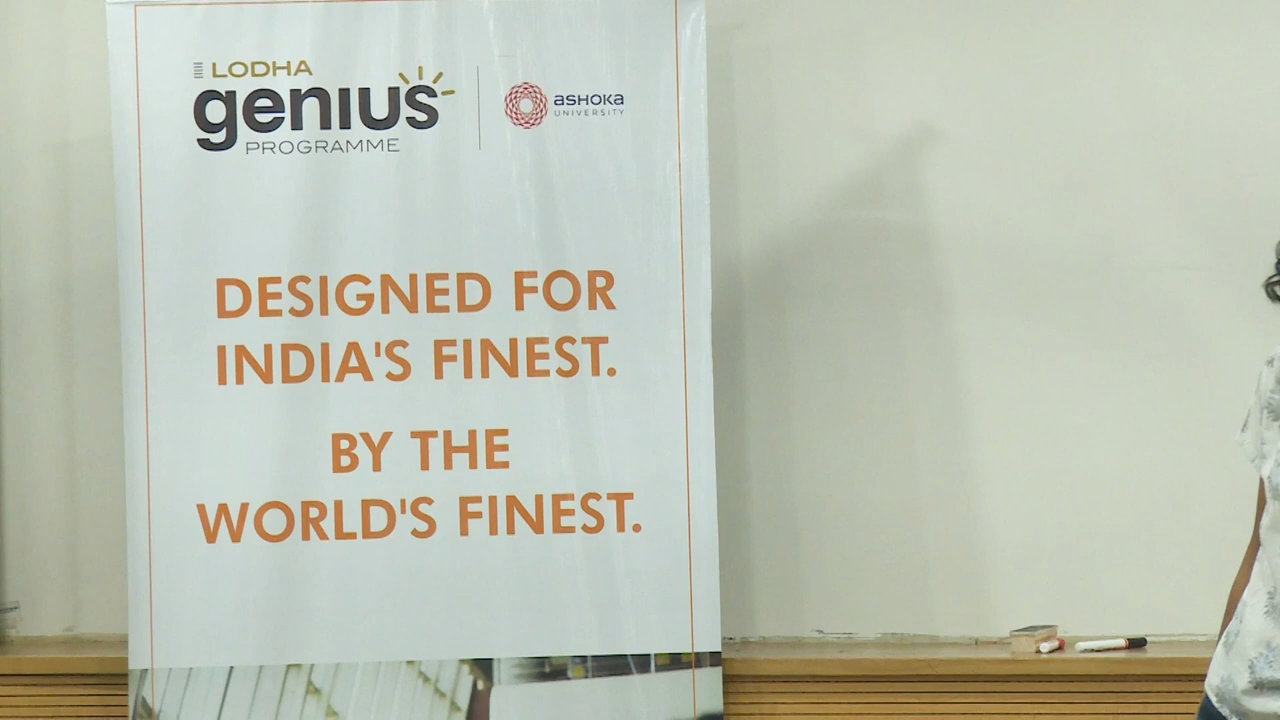 LODHA
genius
PROGRAMME
ASHOKA
UNIVERSITY
DESIGNED FOR
INDIA'S FINEST.
BY THE
WORLD'S FINEST.